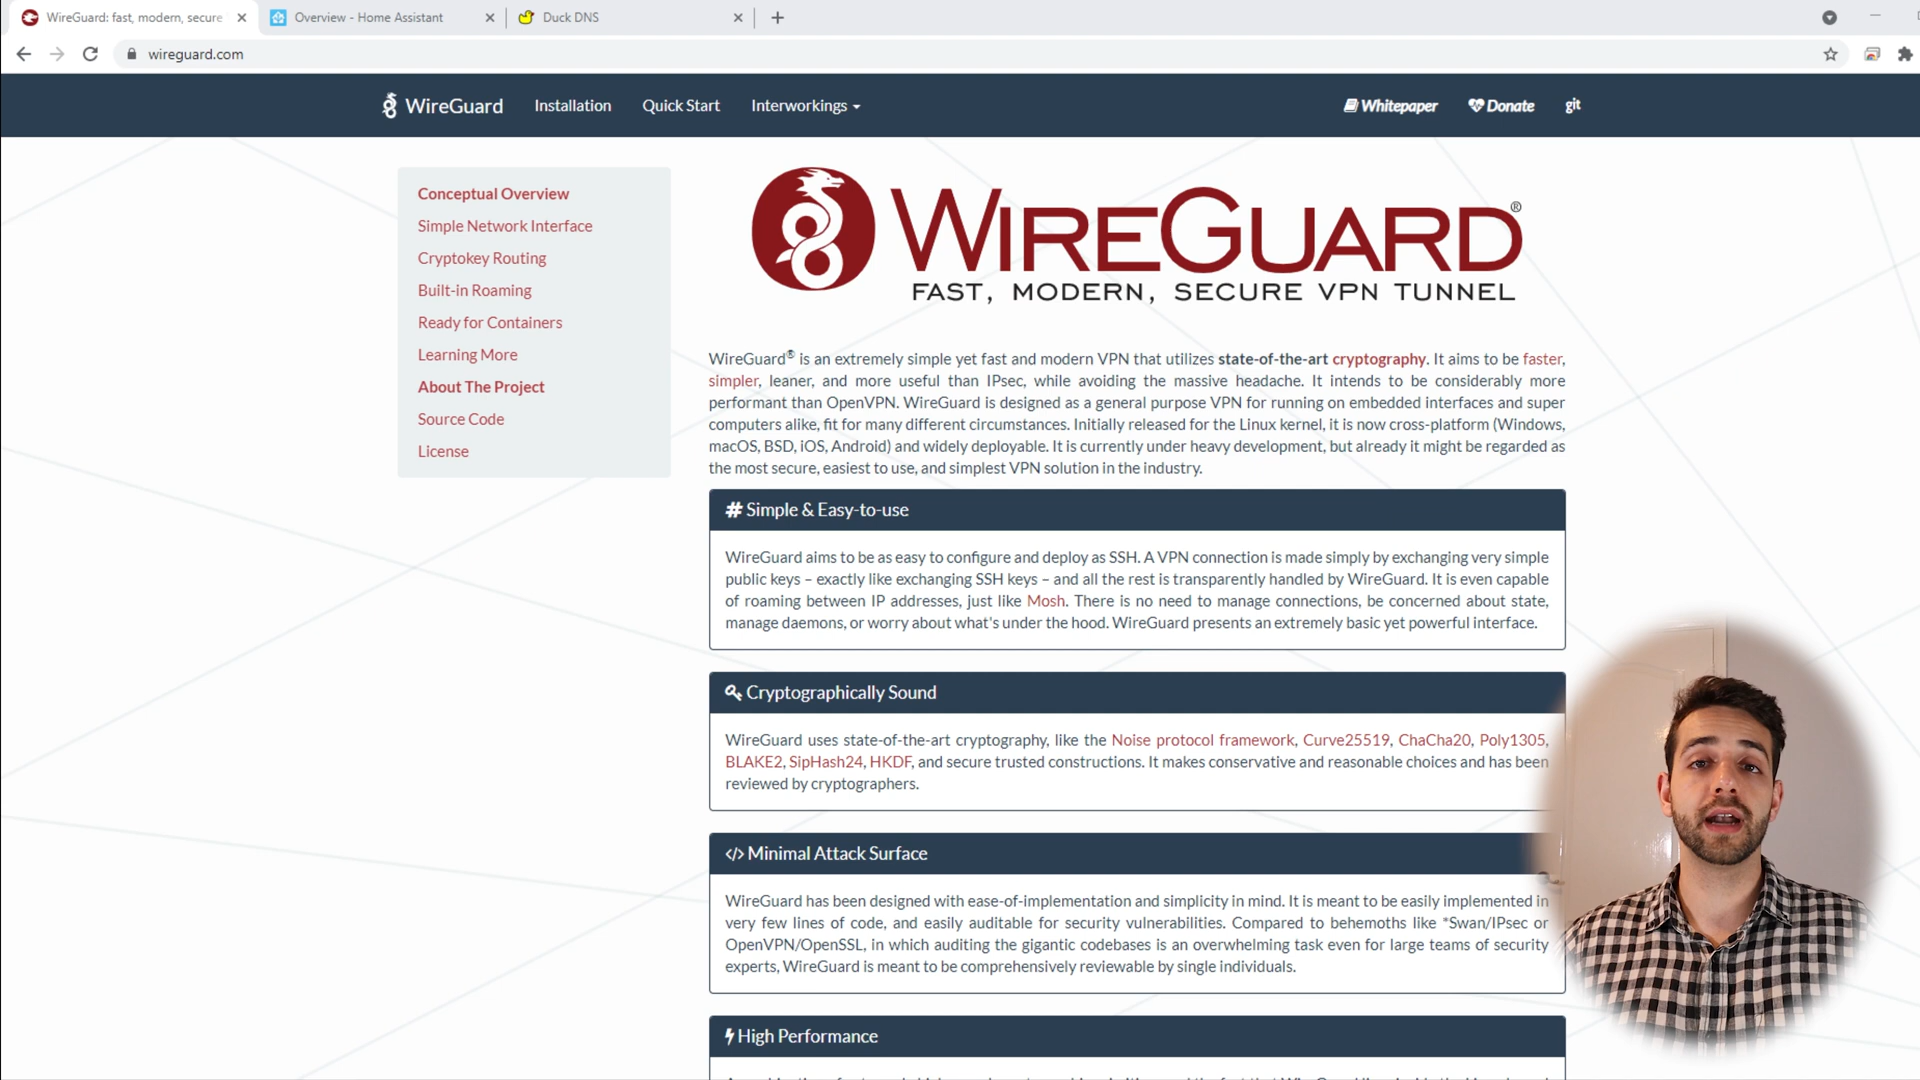 WireGuard: fast, modern, secure
Overview - Home Assistant
Duck DNS
wireguard.com
WireGuard
Installation
Quick Start
Interworkings
Whitepaper
Donate
git
Conceptual Overview
Simple Network Interface
Cryptokey Routing
Built-in Roaming
Ready for Containers
Learning More
About The Project
Source Code
License
WIREGUARD®
FAST, MODERN, SECURE VPN TUNNEL
WireGuard® is an extremely simple yet fast and modern VPN that utilizes state-of-the-art cryptography. It aims to be faster,
simpler, leaner, and more useful than IPsec, while avoiding the massive headache. It intends to be considerably more
performant than OpenVPN. WireGuard is designed as a general purpose VPN for running on embedded interfaces and super
computers alike, fit for many different circumstances. Initially released for the Linux kernel, it is now cross-platform (Windows,
macOS, BSD, iOS, Android) and widely deployable. It is currently under heavy development, but already it might be regarded as
the most secure, easiest to use, and simplest VPN solution in the industry.
# Simple & Easy-to-use
WireGuard aims to be as easy to configure and deploy as SSH. A VPN connection is made simply by exchanging very simple
public keys – exactly like exchanging SSH keys – and all the rest is transparently handled by WireGuard. It is even capable
of roaming between IP addresses, just like Mosh. There is no need to manage connections, be concerned about state,
manage daemons, or worry about what's under the hood. WireGuard presents an extremely basic yet powerful interface.
Cryptographically Sound
WireGuard uses state-of-the-art cryptography, like the Noise protocol framework, Curve25519, ChaCha20, Poly1305,
BLAKE2, SipHash24, HKDF, and secure trusted constructions. It makes conservative and reasonable choices and has been
reviewed by cryptographers.
</> Minimal Attack Surface
WireGuard has been designed with ease-of-implementation and simplicity in mind. It is meant to be easily implemented in
very few lines of code, and easily auditable for security vulnerabilities. Compared to behemoths like *Swan/IPsec or
OpenVPN/OpenSSL, in which auditing the gigantic codebases is an overwhelming task even for large teams of security
experts, WireGuard is meant to be comprehensively reviewable by single individuals.
High Performance